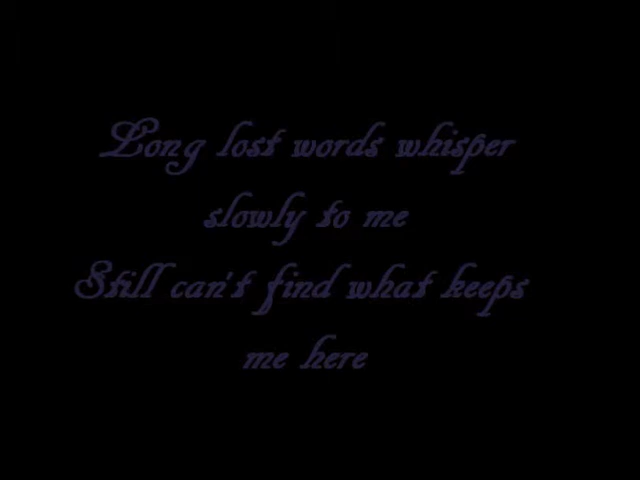 Long lost words whisper
slowly to me
Still can't find what keeps
me here